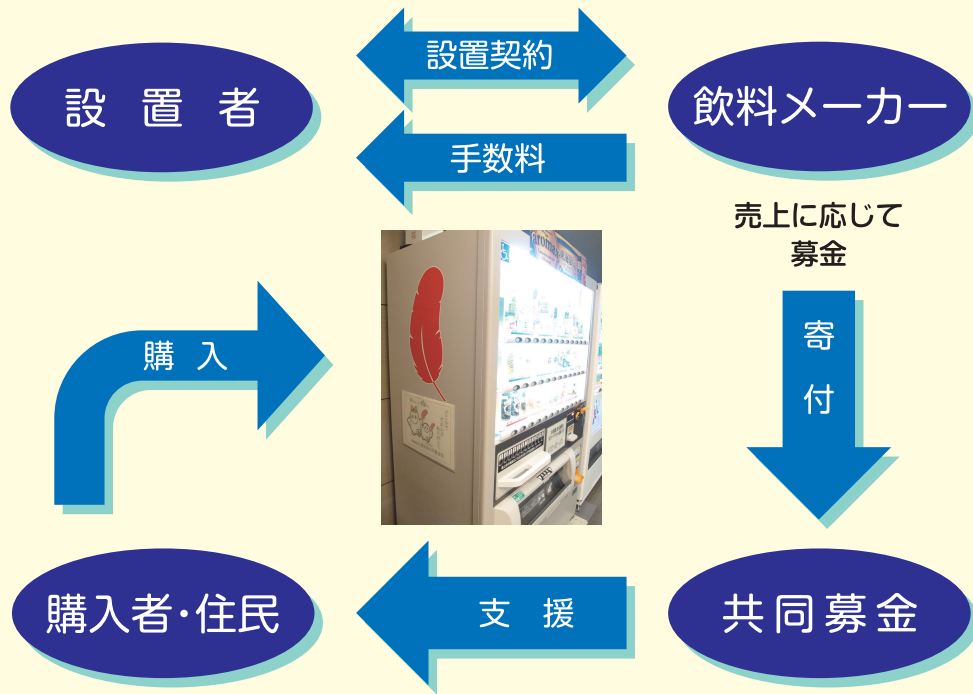 設置者
設置契約
飲料メーカー
手数料
売上に応じて
募金
購入
寄付
購入者・住民
支援
共同募金